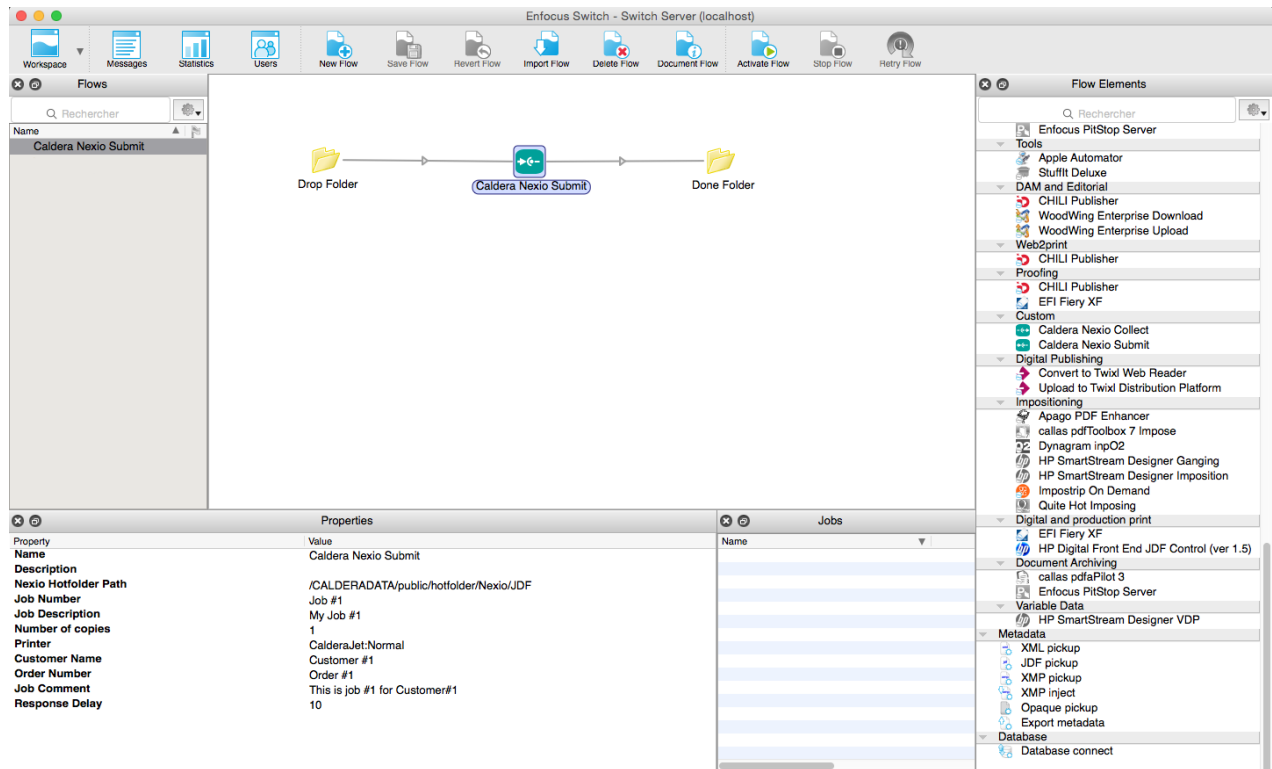 Enfocus Switch - Switch Server (localhost)
Workspace Messages Statistics Users New Flow Save Flow Revert Flow Import Flow Delete Flow Document Flow Activate Flow Stop Flow Retry Flow
Flows
Rechercher
Name
Caldera Nexio Submit
Drop Folder
Caldera Nexio Submit
Done Folder
Flow Elements
Rechercher
Enfocus PitStop Server
Tools
Apple Automator
StuffIt Deluxe
DAM and Editorial
CHILI Publisher
WoodWing Enterprise Download
WoodWing Enterprise Upload
Web2print
CHILI Publisher
Proofing
CHILI Publisher
EFI Fiery XF
Custom
Caldera Nexio Collect
Caldera Nexio Submit
Digital Publishing
Convert to Twixl Web Reader
Upload to Twixl Distribution Platform
Impositioning
Apago PDF Enhancer
callas pdfToolbox 7 Impose
Dynagram inpO2
HP SmartStream Designer Ganging
HP SmartStream Designer Imposition
Impostrip On Demand
Quite Hot Imposing
Digital and production print
EFI Fiery XF
HP Digital Front End JDF Control (ver 1.5)
Document Archiving
callas pdfaPilot 3
Enfocus PitStop Server
Variable Data
HP SmartStream Designer VDP
Metadata
XML pickup
JDF pickup
XMP pickup
XMP inject
Opaque pickup
Export metadata
Database
Database connect
Properties
Property Value
Name Caldera Nexio Submit
Description
Nexio Hotfolder Path /CALDERADATA/public/hotfolder/Nexio/JDF
Job Number Job #1
Job Description My Job #1
Number of copies 1
Printer CalderaJet:Normal
Customer Name Customer #1
Order Number Order #1
Job Comment This is job #1 for Customer#1
Response Delay 10
Jobs
Name